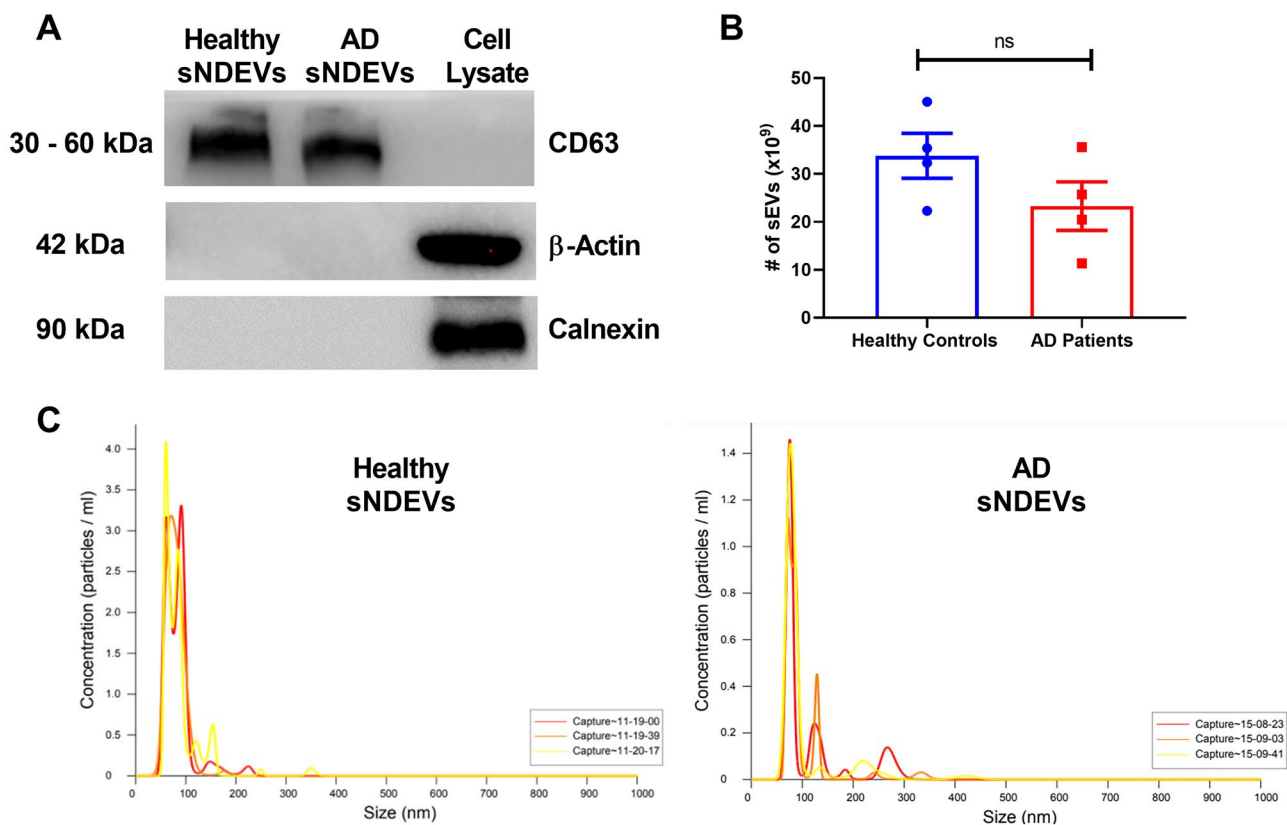 A
Healthy sNDEVs
AD sNDEVs
Cell Lysate
30 - 60 kDa
CD63
42 kDa
β-Actin
90 kDa
Calnexin
B
ns
# of sEVs (x10⁹)
50
40
30
20
10
0
Healthy Controls
AD Patients
C
Healthy
sNDEVs
Concentration (particles / ml)
4.0
3.5
3.0
2.5
2.0
1.5
1.0
0.5
0
0 100 200 300 400 500 600 700 800 900 1000
Size (nm)
Capture~11-19-00
Capture~11-19-39
Capture~11-20-17
AD
sNDEVs
Concentration (particles / ml)
1.4
1.2
1.0
0.8
0.6
0.4
0.2
0
0 100 200 300 400 500 600 700 800 900 1000
Size (nm)
Capture~15-08-23
Capture~15-09-03
Capture~15-09-41